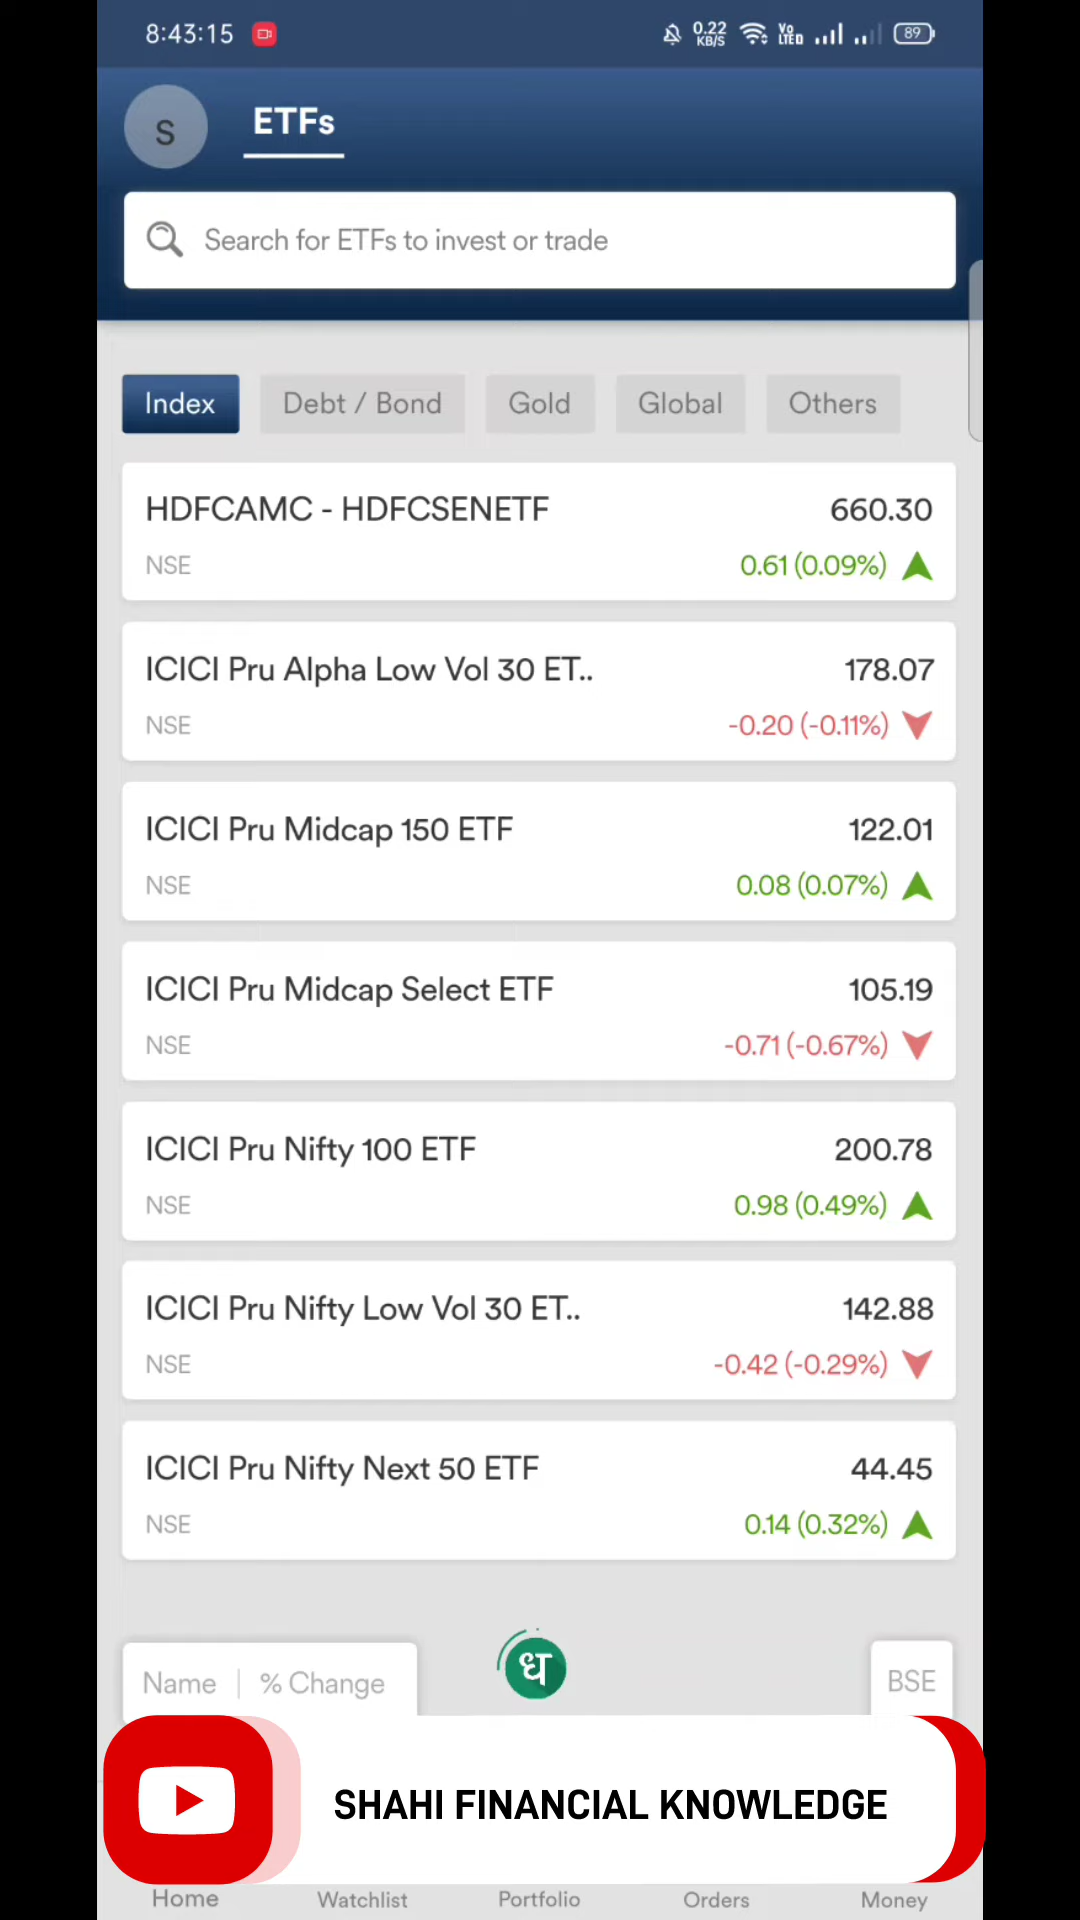 8:43:15
0.22 KB/S
Vo LTED
89
S
ETFs
Search for ETFs to invest or trade
Index Debt / Bond Gold Global Others
HDFCAMC - HDFCSENETF 660.30
NSE 0.61 (0.09%)
ICICI Pru Alpha Low Vol 30 ET.. 178.07
NSE -0.20 (-0.11%)
ICICI Pru Midcap 150 ETF 122.01
NSE 0.08 (0.07%)
ICICI Pru Midcap Select ETF 105.19
NSE -0.71 (-0.67%)
ICICI Pru Nifty 100 ETF 200.78
NSE 0.98 (0.49%)
ICICI Pru Nifty Low Vol 30 ET.. 142.88
NSE -0.42 (-0.29%)
ICICI Pru Nifty Next 50 ETF 44.45
NSE 0.14 (0.32%)
ध
Name | % Change BSE
SHAHI FINANCIAL KNOWLEDGE
Home Watchlist Portfolio Orders Money